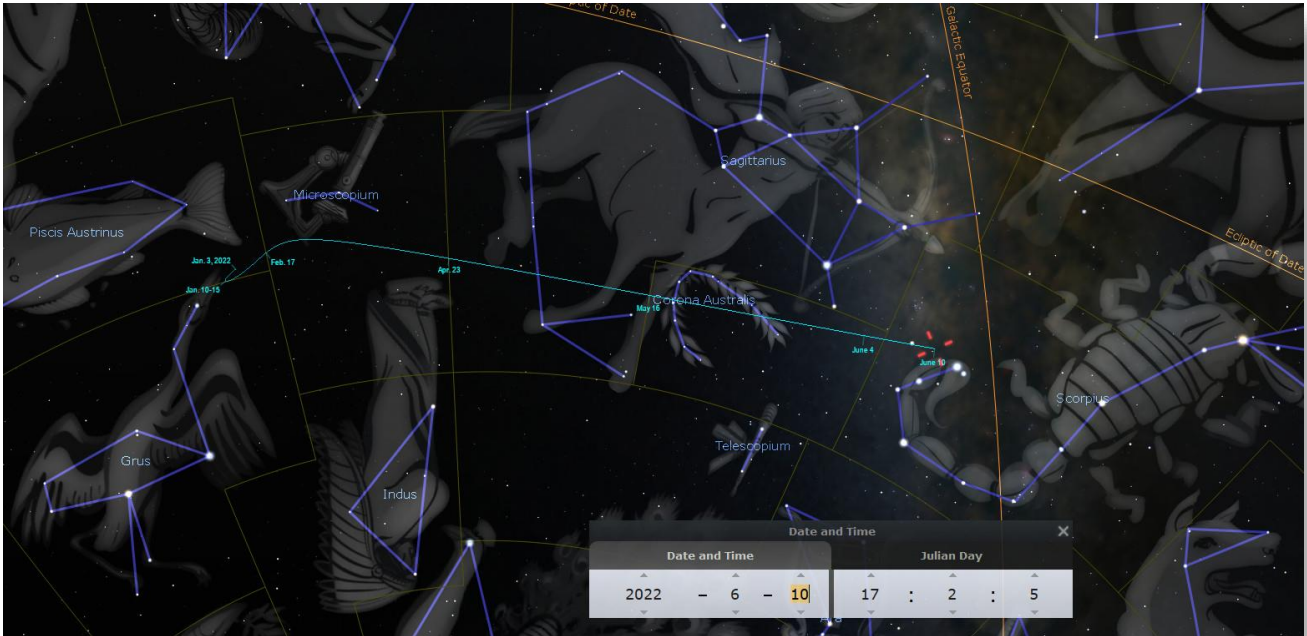 ptic of Date
Galactic Equator
Sagittarius
Microscopium
Piscis Austrinus
Ecliptic of Date
Jan. 3, 2022
Feb. 17
Apr. 23
Jan. 10-15
Corona Australis
May 16
June 4
June 10
Scorpius
Telescopium
Grus
Indus
Date and Time ×
Date and Time Julian Day
2022 - 6 - 10 17 : 2 : 5
Ara